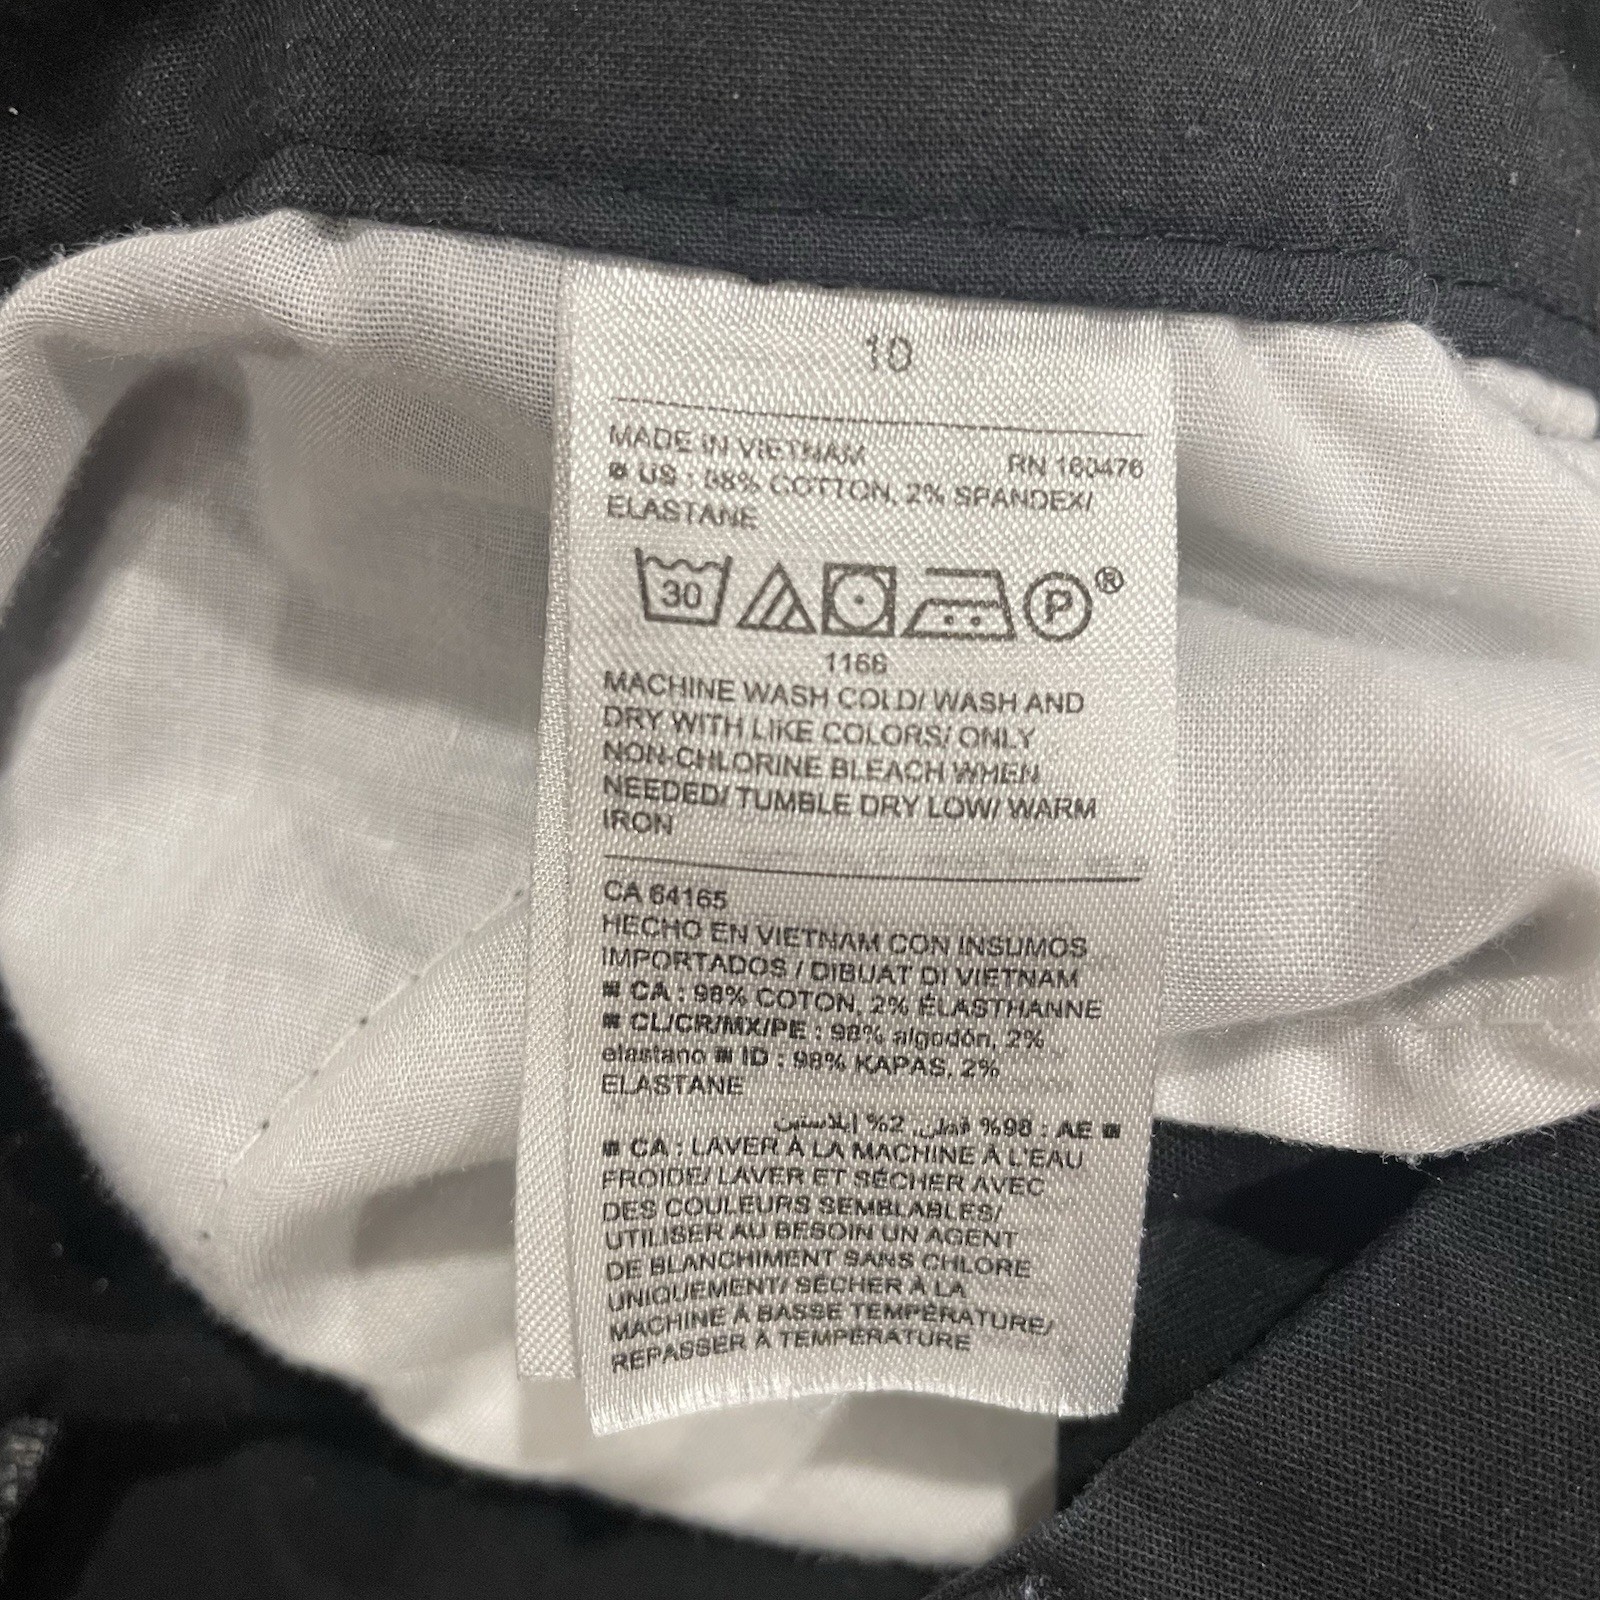 10
MADE IN VIETNAM RN 160476
US : 98% COTTON, 2% SPANDEX/
ELASTANE
30 P ®
1166
MACHINE WASH COLD/ WASH AND
DRY WITH LIKE COLORS/ ONLY
NON-CHLORINE BLEACH WHEN
NEEDED/ TUMBLE DRY LOW/ WARM
IRON
CA 64165
HECHO EN VIETNAM CON INSUMOS
IMPORTADOS / DIBUAT DI VIETNAM
CA : 98% COTON, 2% ÉLASTHANNE
CL/CR/MX/PE : 98% algodón, 2%
elastano ID : 98% KAPAS, 2%
ELASTANE
AE : 98% قطن, 2% إيلاستين
CA : LAVER À LA MACHINE À L'EAU
FROIDE/ LAVER ET SÉCHER AVEC
DES COULEURS SEMBLABLES/
UTILISER AU BESOIN UN AGENT
DE BLANCHIMENT SANS CHLORE
UNIQUEMENT/ SÉCHER À LA
MACHINE À BASSE TEMPÉRATURE/
REPASSER À TEMPÉRATURE